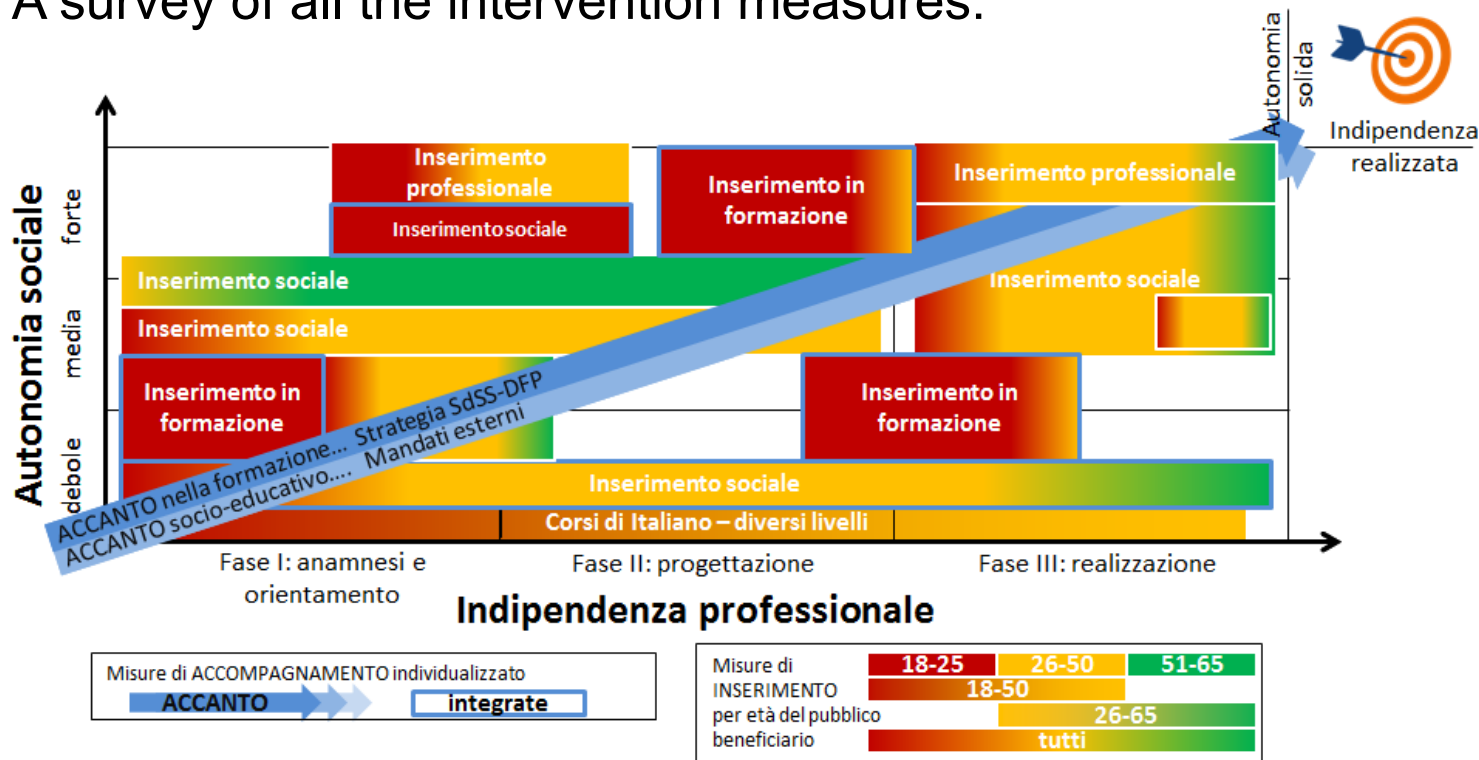 A survey of all the intervention measures.
Autonomia
solida
Indipendenza
realizzata
Autonomia sociale
forte
media
debole
Inserimento
professionale
Inserimento sociale
Inserimento in
formazione
Inserimento professionale
Inserimento sociale
Inserimento sociale
Inserimento sociale
Inserimento in
formazione
Inserimento in
formazione
ACCANTO nella formazione... Strategia SdSS-DFP
ACCANTO socio-educativo.... Mandati esterni
Inserimento sociale
Corsi di Italiano – diversi livelli
Fase I: anamnesi e
orientamento
Fase II: progettazione
Fase III: realizzazione
Indipendenza professionale
Misure di ACCOMPAGNAMENTO individualizzato
ACCANTO
integrate
Misure di
INSERIMENTO
per età del pubblico
beneficiario
18-25
26-50
51-65
18-50
26-65
tutti